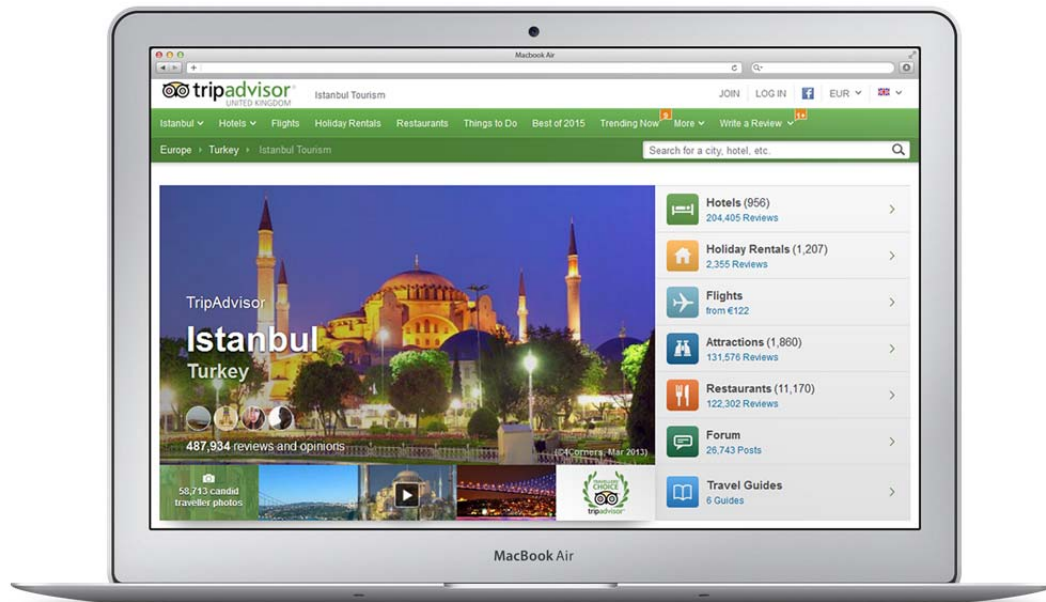 Macbook Air
tripadvisor®
UNITED KINGDOM
Istanbul Tourism
JOIN LOG IN EUR
Istanbul Hotels Flights Holiday Rentals Restaurants Things to Do Best of 2015 Trending Now More Write a Review
Europe Turkey Istanbul Tourism
Search for a city, hotel, etc.
TripAdvisor
Istanbul
Turkey
487,934 reviews and opinions
(©4Corners, Mar 2013)
58,713 candid
traveller photos
TRAVELLERS'
CHOICE
tripadvisor®
Hotels (956)
204,405 Reviews
Holiday Rentals (1,207)
2,355 Reviews
Flights
from €122
Attractions (1,860)
131,576 Reviews
Restaurants (11,170)
122,302 Reviews
Forum
26,743 Posts
Travel Guides
6 Guides
MacBook Air